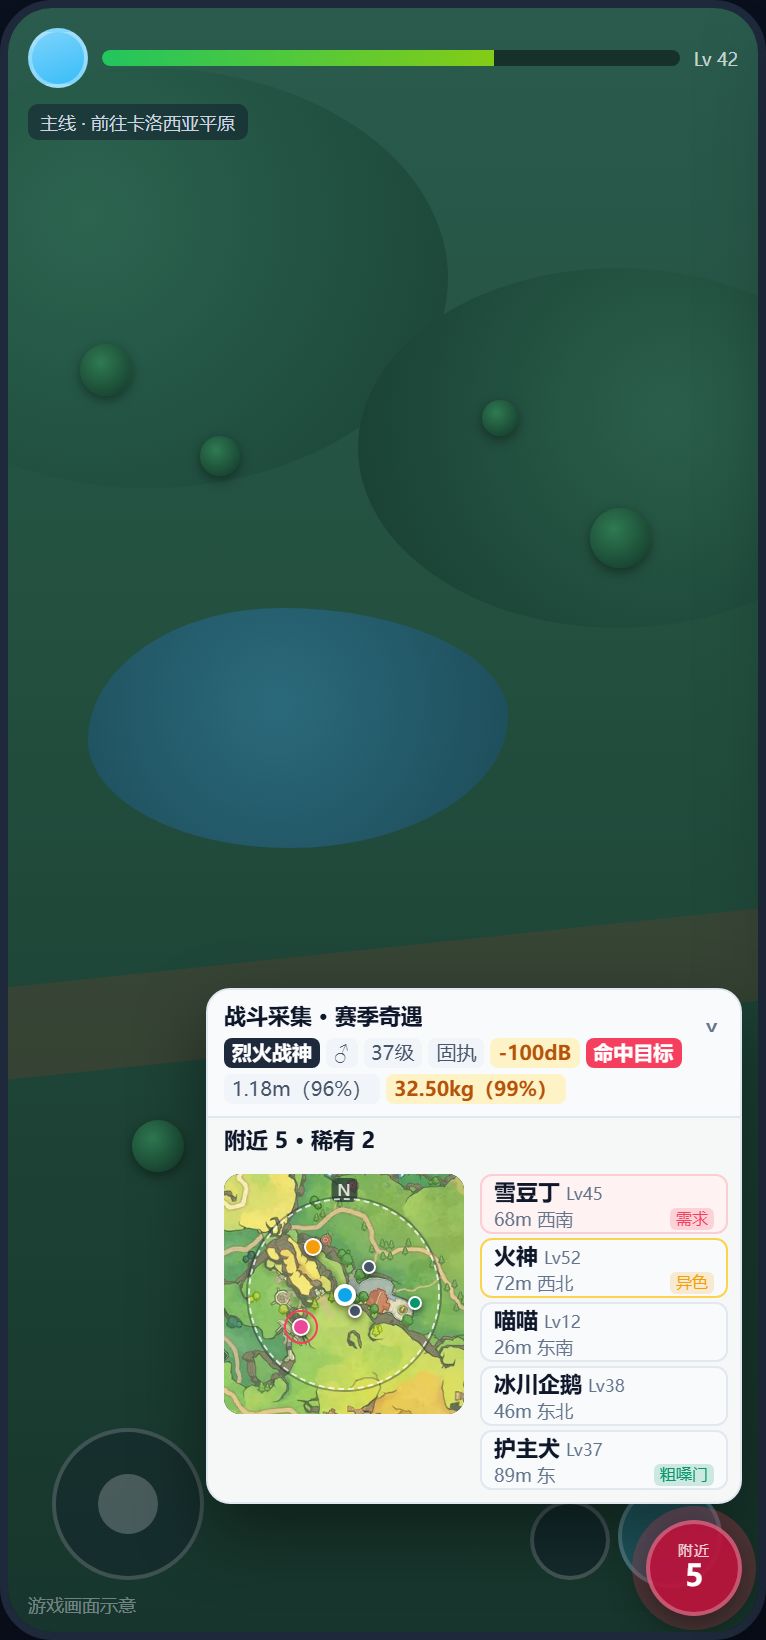 Lv 42
主线 · 前往卡洛西亚平原
战斗采集 • 赛季奇遇
v
烈火战神 ♂ 37级 固执 -100dB 命中目标
1.18m（96%） 32.50kg（99%）
附近 5 • 稀有 2
N
雪豆丁 Lv45
68m 西南 需求
火神 Lv52
72m 西北 异色
喵喵 Lv12
26m 东南
冰川企鹅 Lv38
46m 东北
护主犬 Lv37
89m 东 粗嗓门
附近
5
游戏画面示意